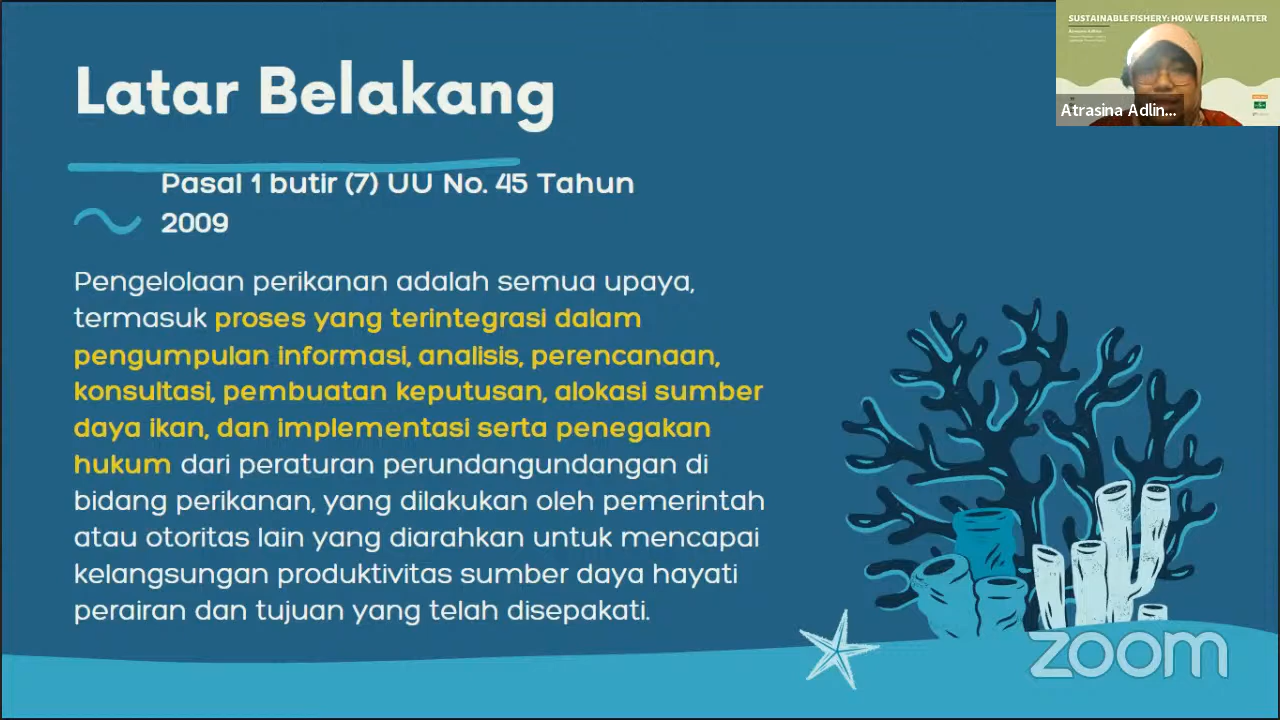 SUSTAINABLE FISHERY: HOW WE FISH MATTER
Atrasina Adlin...
Latar Belakang
Pasal 1 butir (7) UU No. 45 Tahun
2009
Pengelolaan perikanan adalah semua upaya,
termasuk proses yang terintegrasi dalam
pengumpulan informasi, analisis, perencanaan,
konsultasi, pembuatan keputusan, alokasi sumber
daya ikan, dan implementasi serta penegakan
hukum dari peraturan perundangundangan di
bidang perikanan, yang dilakukan oleh pemerintah
atau otoritas lain yang diarahkan untuk mencapai
kelangsungan produktivitas sumber daya hayati
perairan dan tujuan yang telah disepakati.
zoom